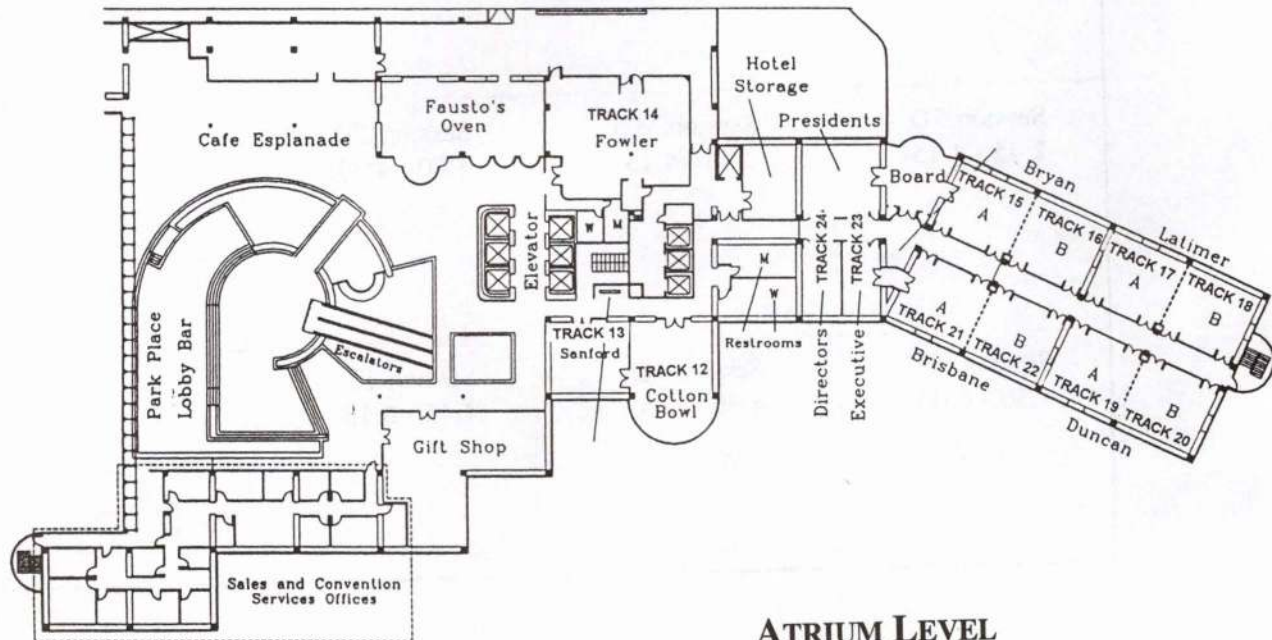 Cafe Esplanade
Fausto's
Oven
TRACK 14
Fowler
Hotel
Storage
Presidents
Board
Bryan
Latimer
TRACK 15
A
TRACK 16
B
TRACK 17
A
TRACK 18
B
Elevator
W
M
M
W
Restrooms
TRACK 24
TRACK 23
Directors
Executive
A
TRACK 21
B
TRACK 22
A
TRACK 19
B
TRACK 20
Brisbane
Duncan
TRACK 13
Sanford
TRACK 12
Cotton
Bowl
Park Place
Lobby Bar
Escalators
Gift Shop
Sales and Convention
Services Offices
ATRIUM LEVEL